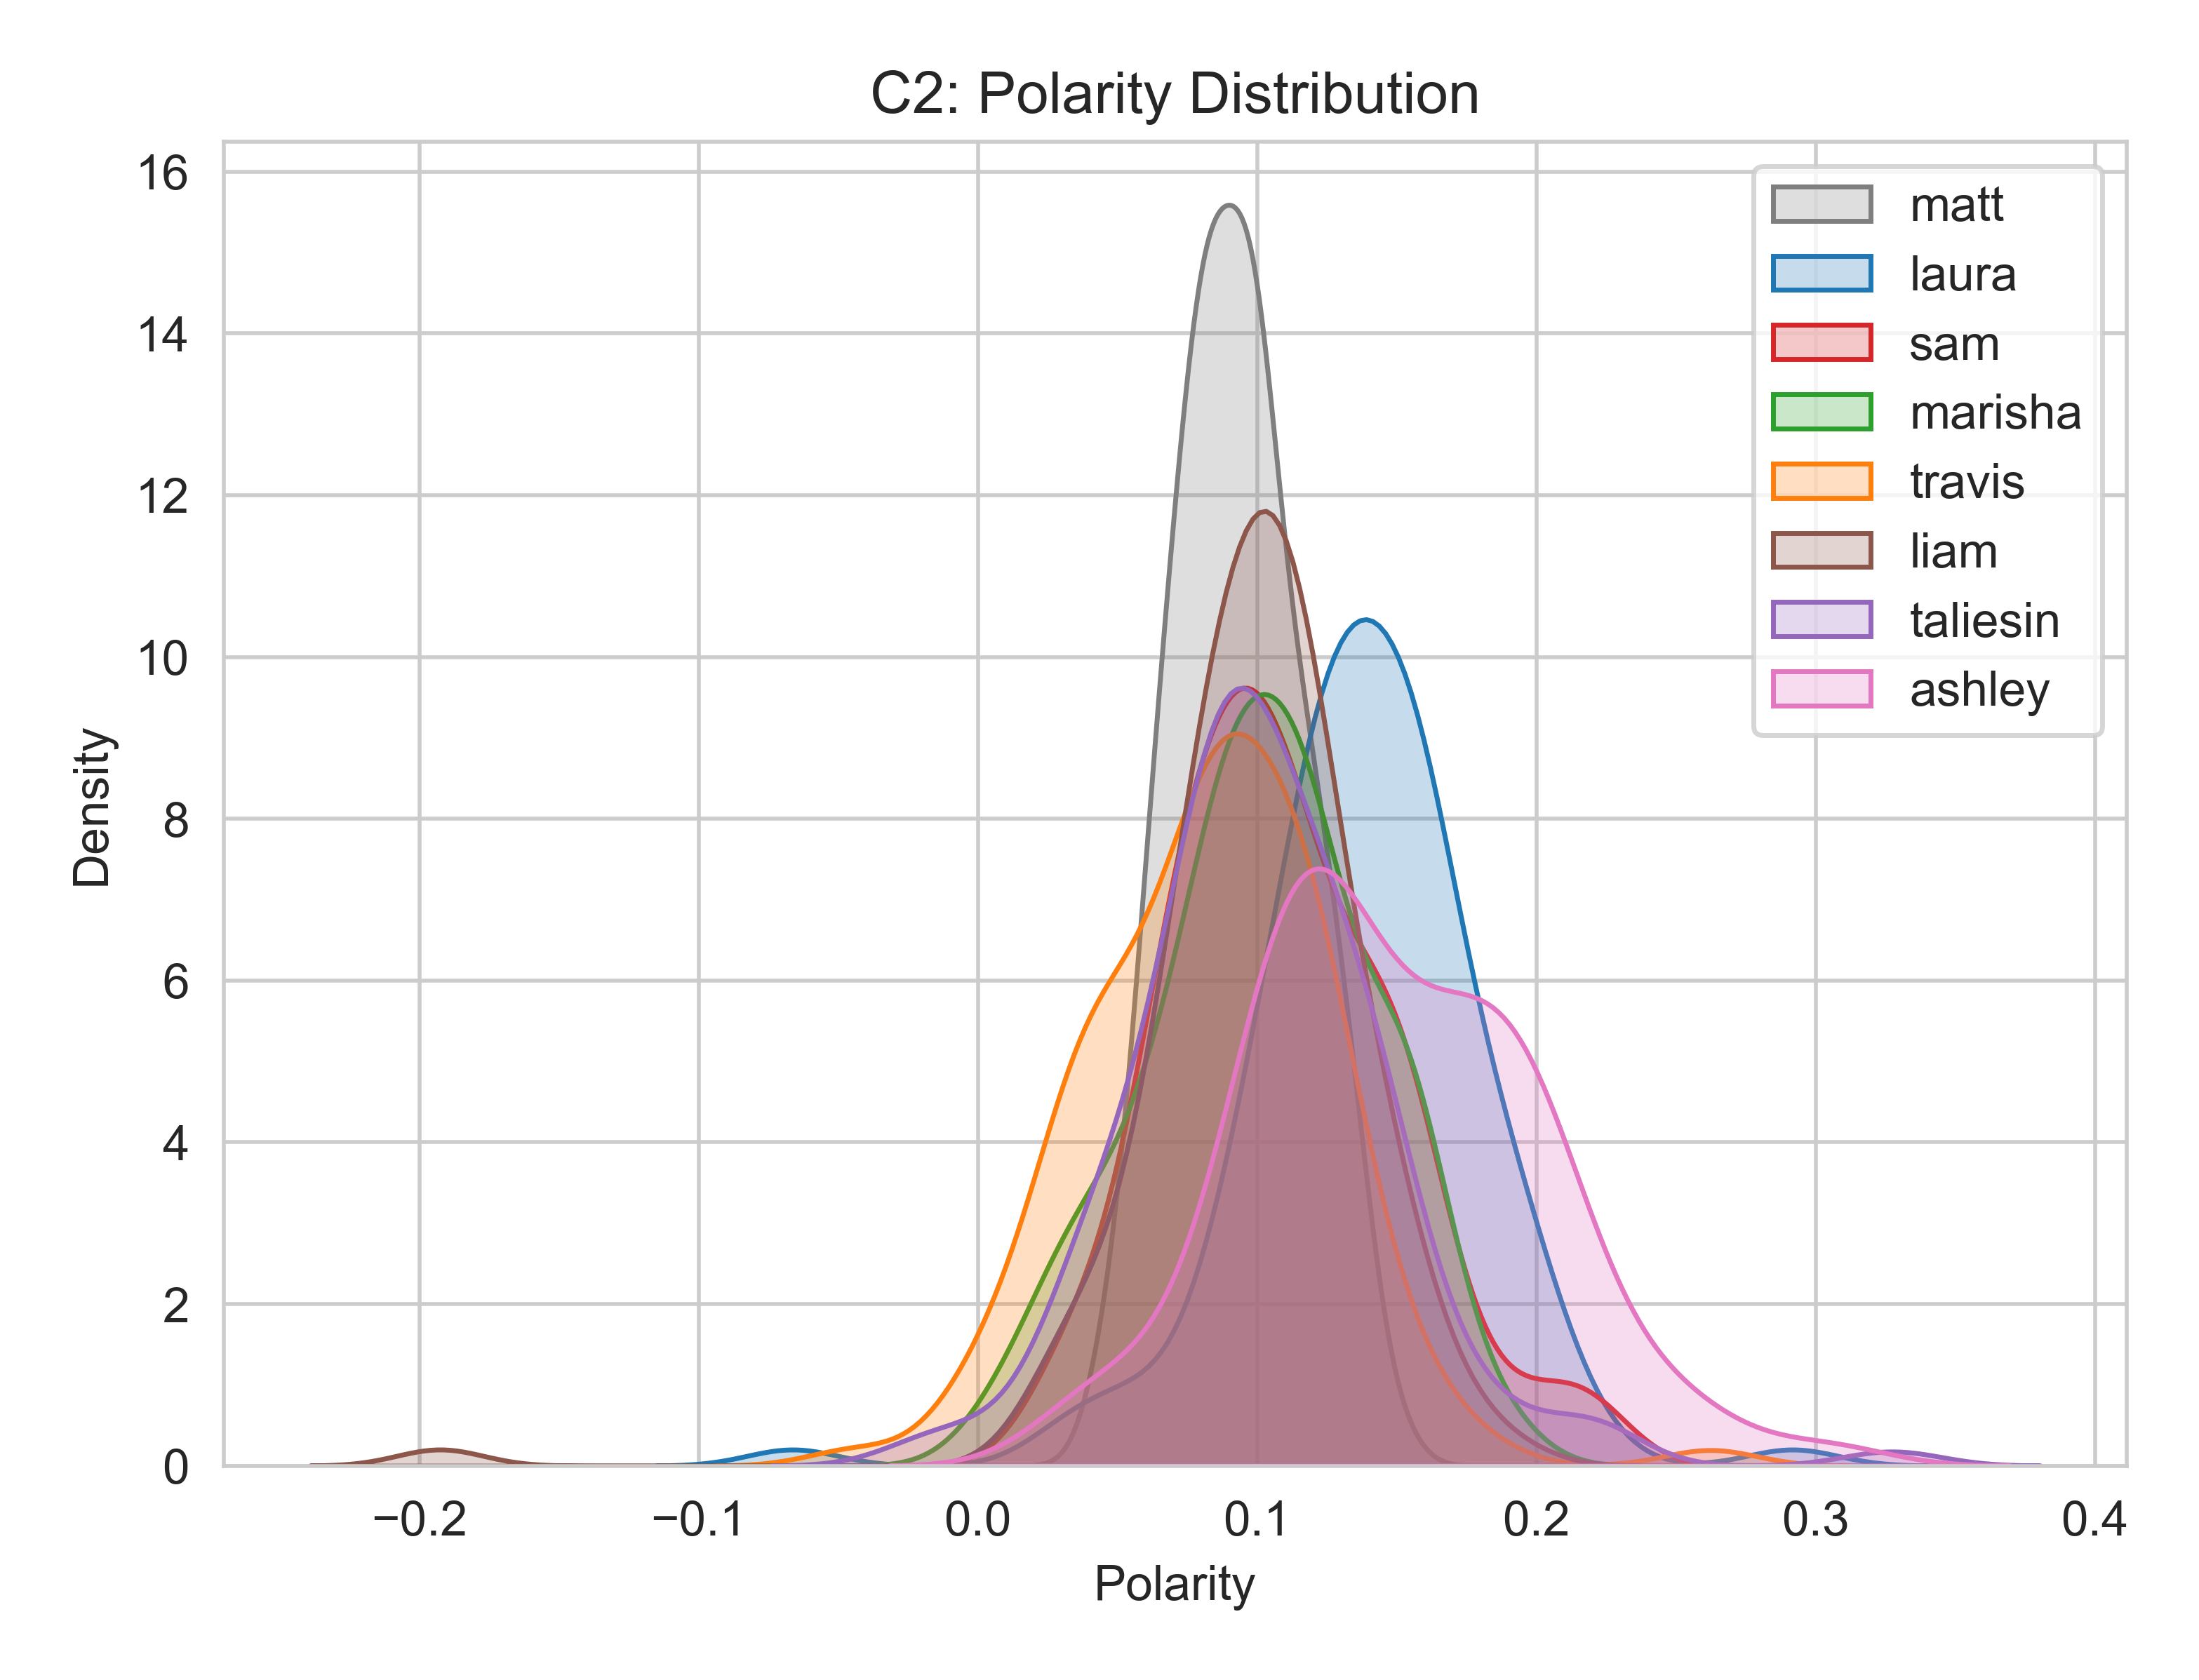 C2: Polarity Distribution
16
14
12
10
8
6
4
2
0
Density
−0.2
−0.1
0.0
0.1
0.2
0.3
0.4
Polarity
matt
laura
sam
marisha
travis
liam
taliesin
ashley